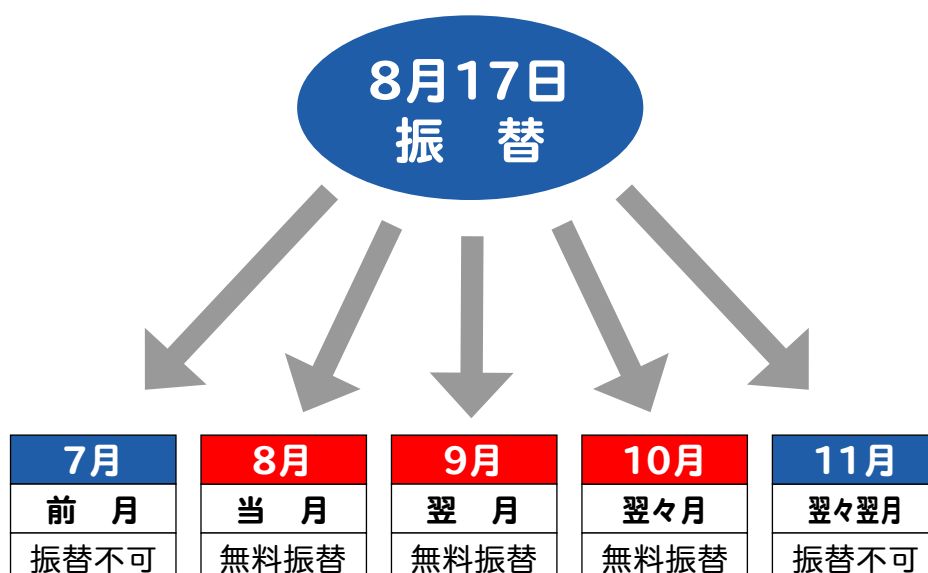 8月17日
振　替
7月
前　月
振替不可
8月
当　月
無料振替
9月
翌　月
無料振替
10月
翌々月
無料振替
11月
翌々翌月
振替不可